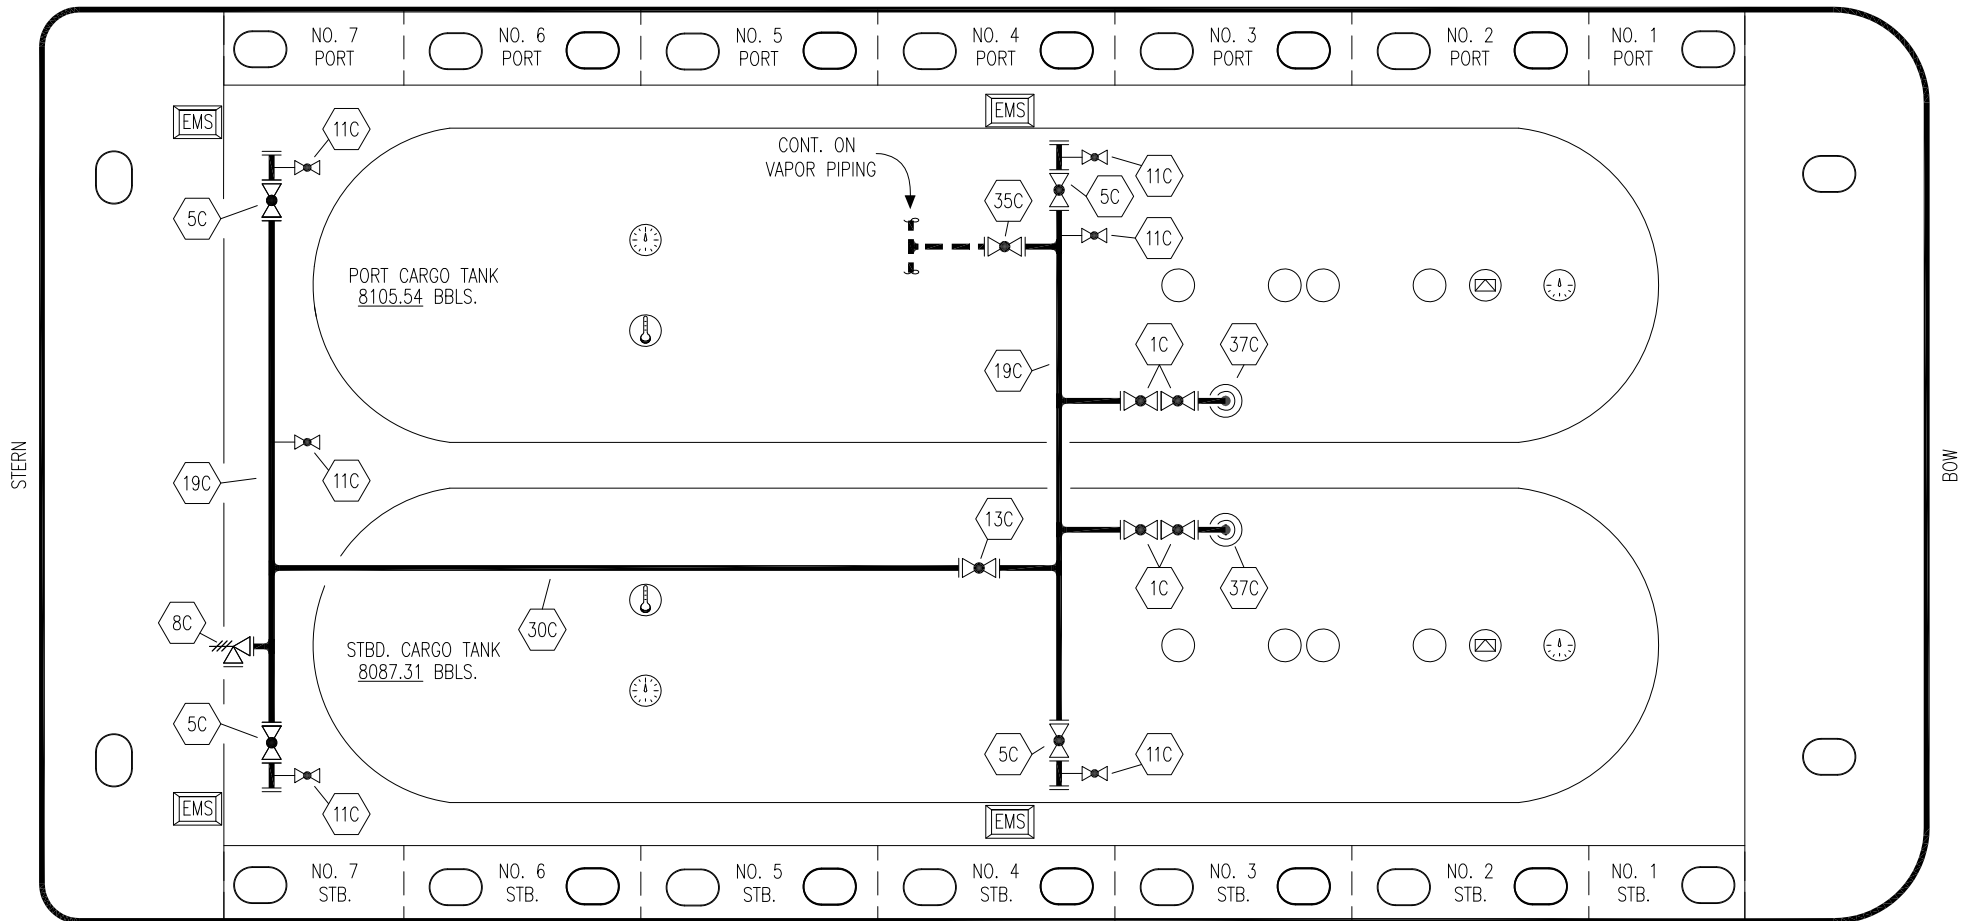 NO. 7
PORT
NO. 6
PORT
NO. 5
PORT
NO. 4
PORT
NO. 3
PORT
NO. 2
PORT
NO. 1
PORT
EMS
EMS
11C
CONT. ON
VAPOR PIPING
11C
5C
35C
5C
11C
PORT CARGO TANK
8105.54 BBLS.
1C
37C
19C
STERN
BOW
19C
11C
13C
1C
37C
8C
30C
STBD. CARGO TANK
8087.31 BBLS.
5C
5C
11C
EMS
11C
EMS
NO. 7
STB.
NO. 6
STB.
NO. 5
STB.
NO. 4
STB.
NO. 3
STB.
NO. 2
STB.
NO. 1
STB.